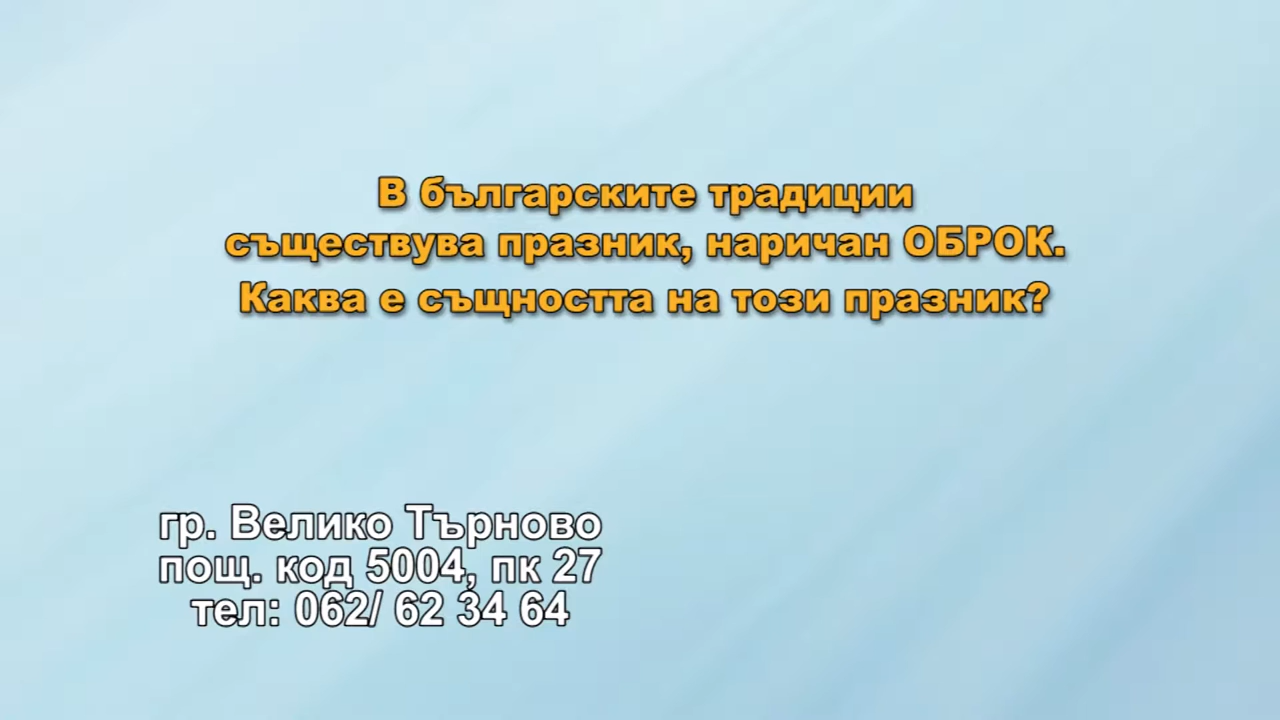 В българските традиции
съществува празник, наричан ОБРОК.
Каква е същността на този празник?
гр. Велико Търново
пощ. код 5004, пк 27
тел: 062/ 62 34 64